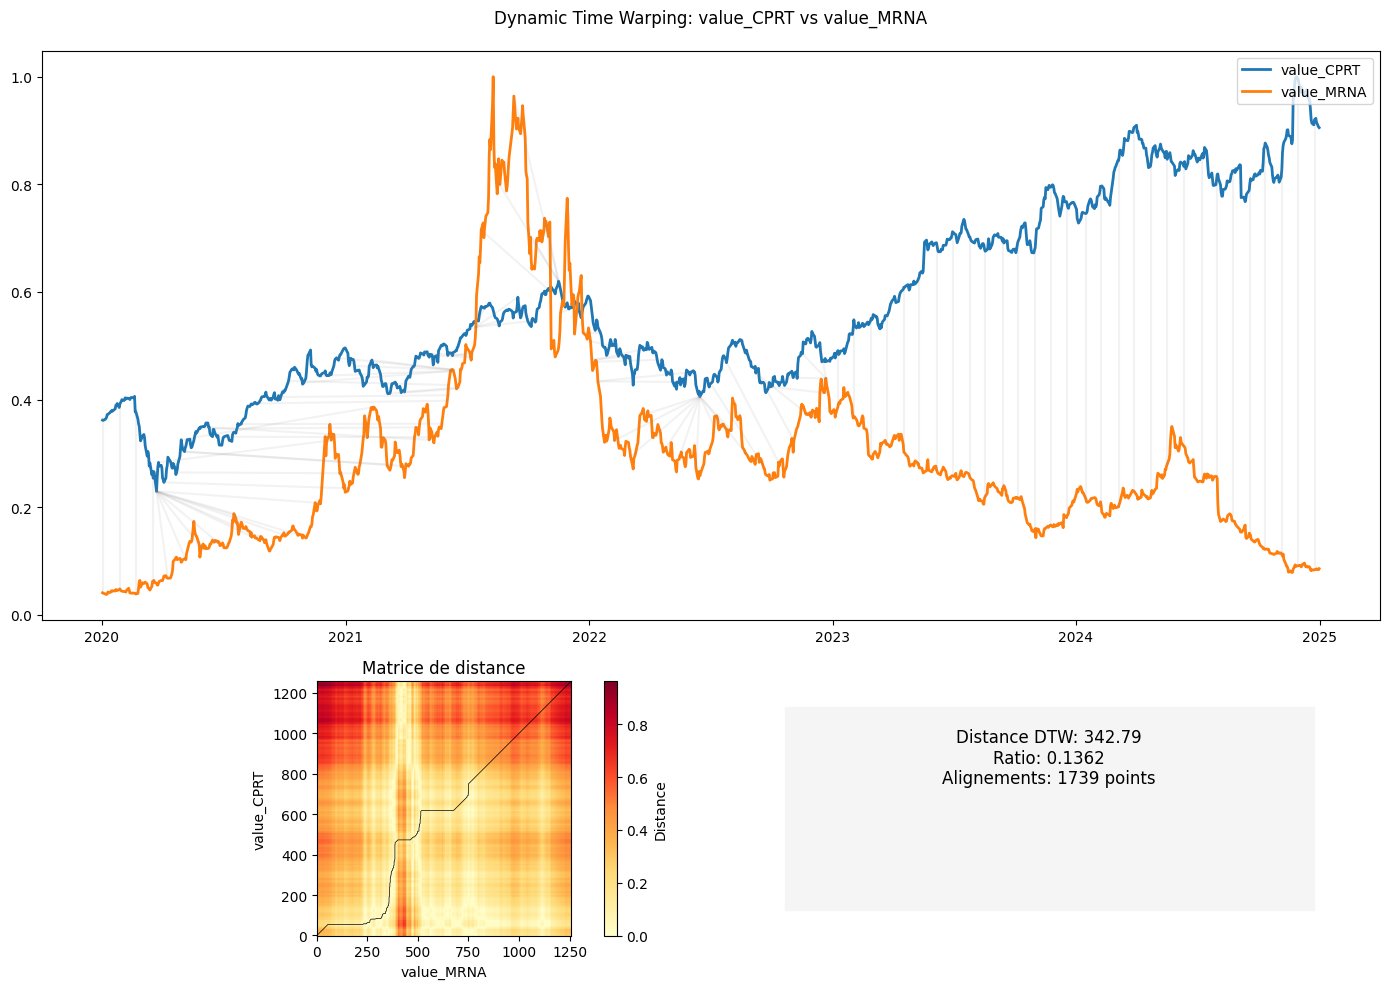 Dynamic Time Warping: value_CPRT vs value_MRNA
value_CPRT
value_MRNA
1.0
0.8
0.6
0.4
0.2
0.0
2020 2021 2022 2023 2024 2025
Matrice de distance
1200
1000
800
600
400
200
0
value_CPRT
0 250 500 750 1000 1250
value_MRNA
0.8
0.6
0.4
0.2
0.0
Distance
Distance DTW: 342.79
Ratio: 0.1362
Alignements: 1739 points